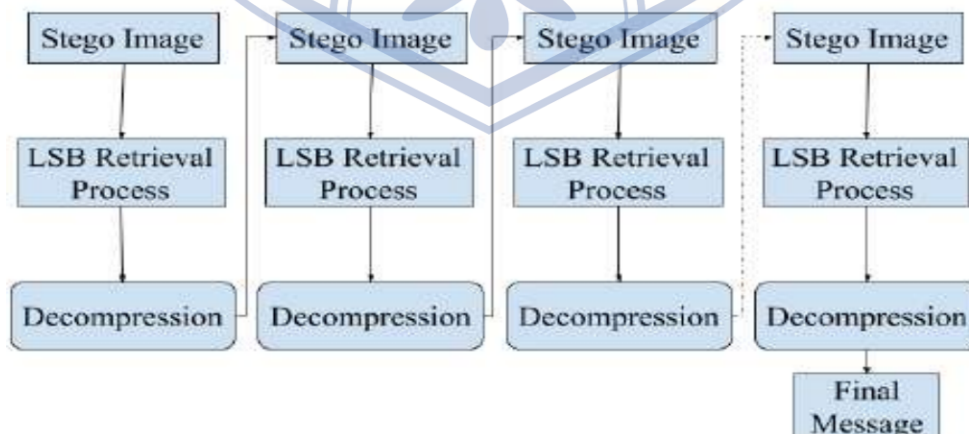 Stego Image
LSB Retrieval
Process
Decompression
Stego Image
LSB Retrieval
Process
Decompression
Stego Image
LSB Retrieval
Process
Decompression
Stego Image
LSB Retrieval
Process
Decompression
Final
Message